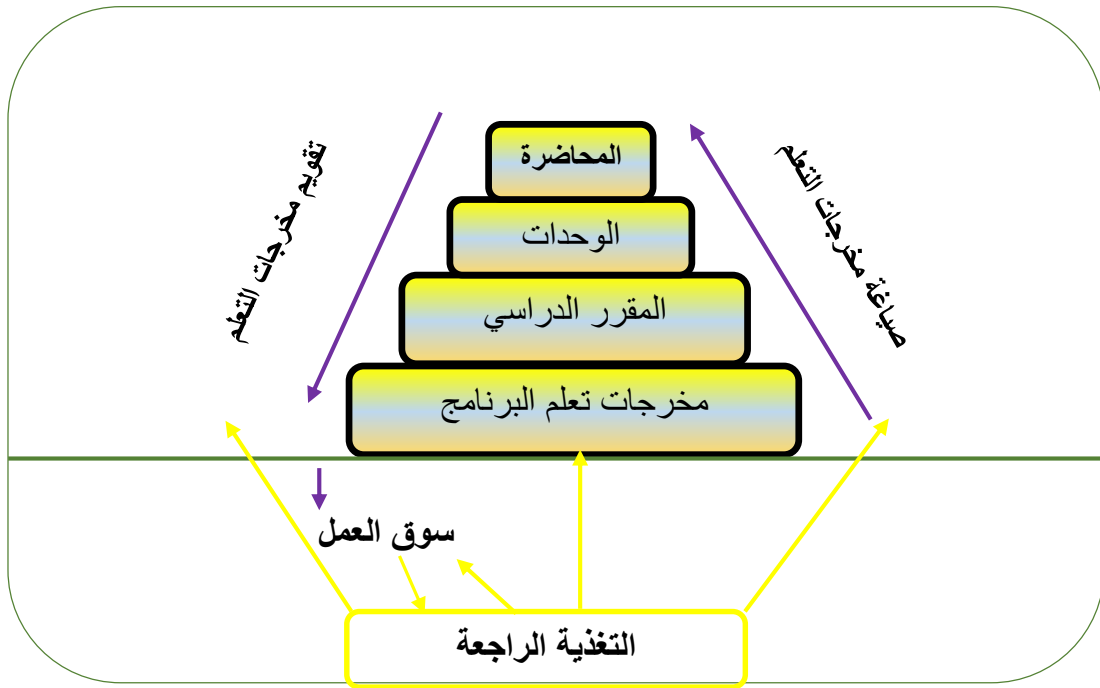 المحاضرة
الوحدات
المقرر الدراسي
مخرجات تعلم البرنامج
صياغة مخرجات التعلم
تقويم مخرجات التعلم
سوق العمل
التغذية الراجعة